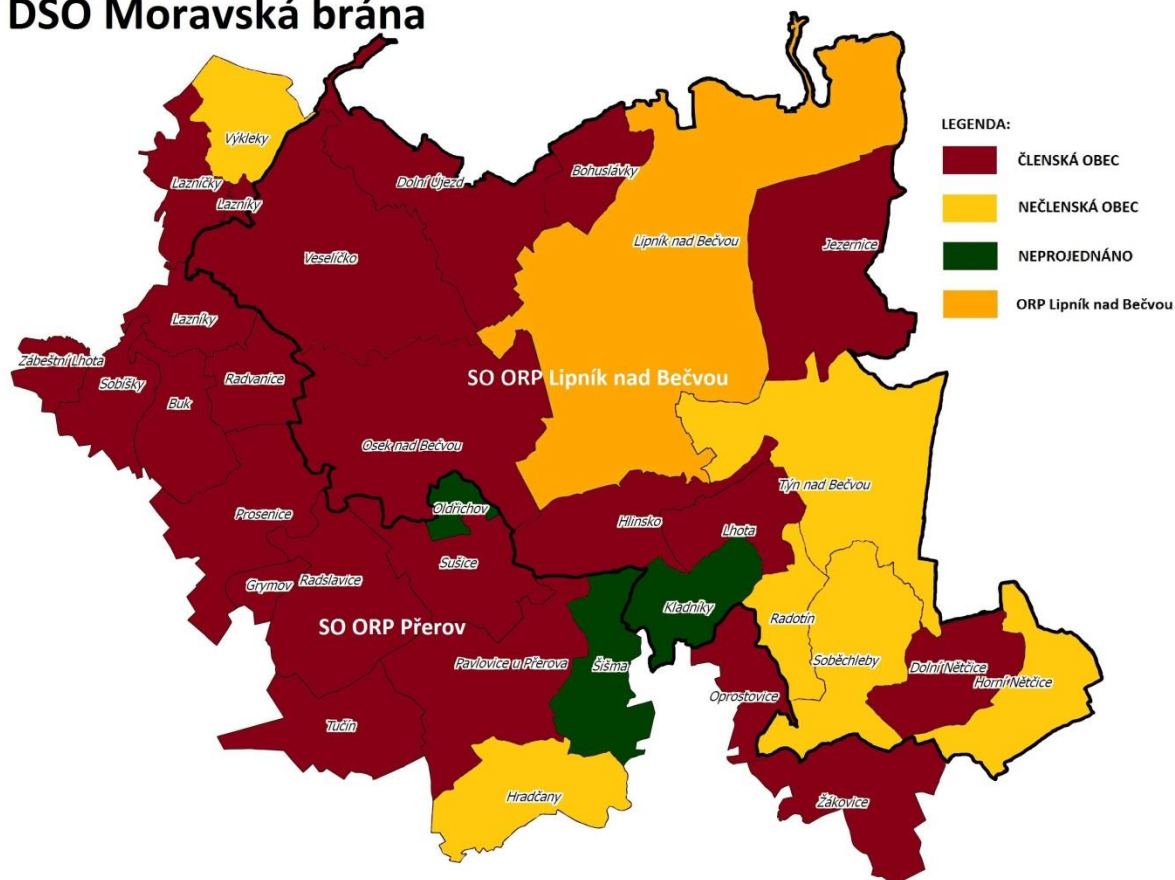 DSO Moravská brána
LEGENDA:
ČLENSKÁ OBEC
NEČLENSKÁ OBEC
NEPROJEDNÁNO
ORP Lipník nad Bečvou
Výkleky
Lazníčky
Lazníky
Dolní Újezd
Bohuslávky
Lipník nad Bečvou
Jezernice
Veselíčko
Lazníky
Zábeštní Lhota
Sobíšky
Buk
Radvanice
SO ORP Lipník nad Bečvou
Osek nad Bečvou
Týn nad Bečvou
Oldřichov
Prosenice
Hlinsko
Lhota
Sušice
Grymov
Radslavice
Kladníky
Radotín
SO ORP Přerov
Pavlovice u Přerova
Šišma
Soběchleby
Dolní Nětčice
Horní Nětčice
Oprostovice
Tučín
Hradčany
Žákovice